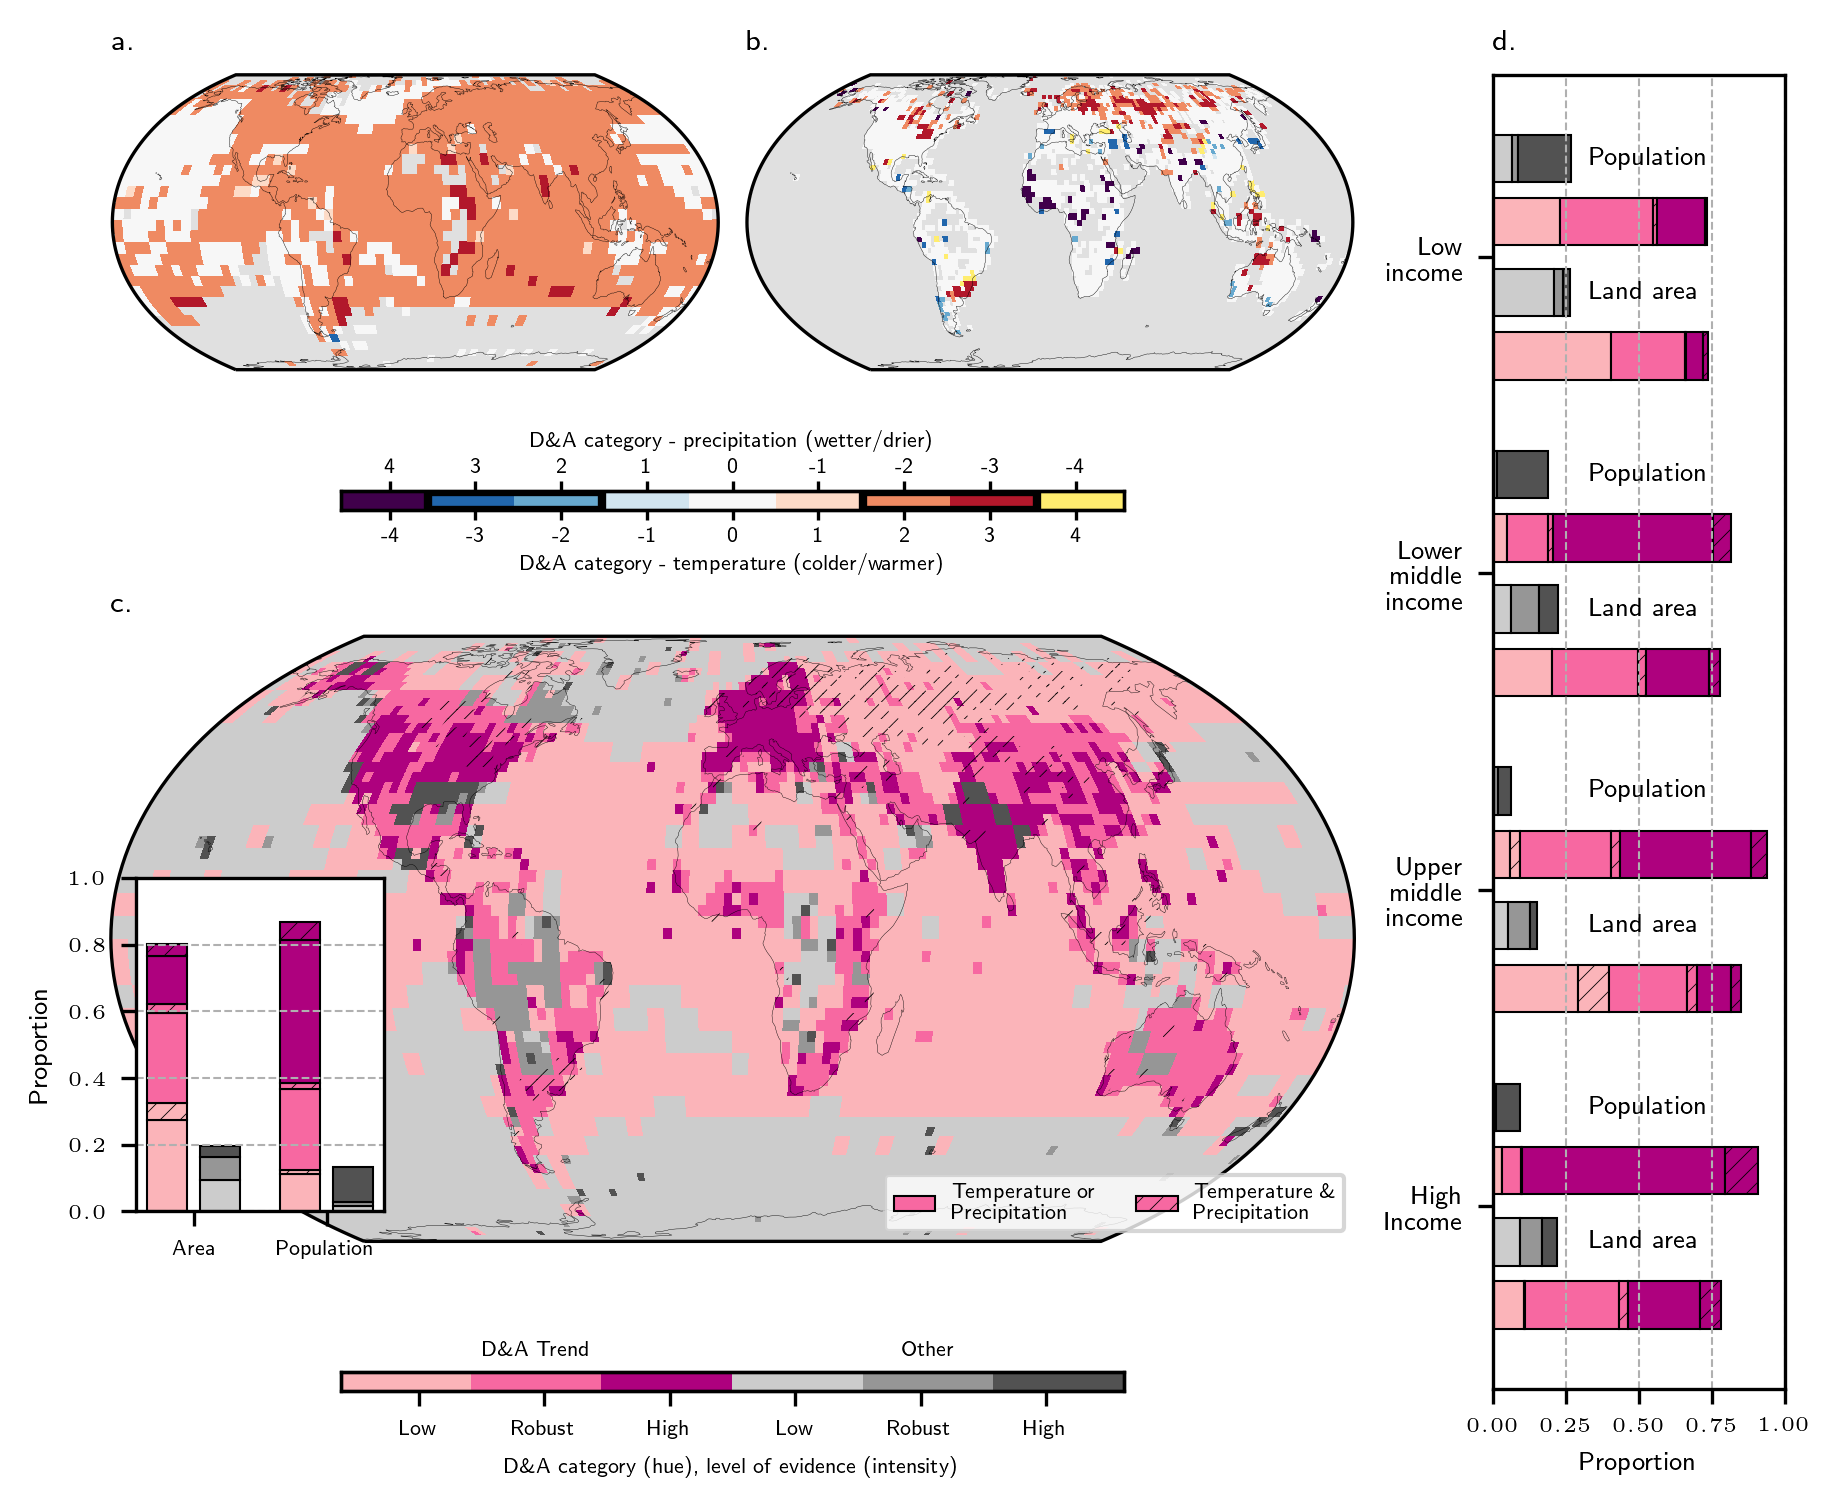 a.
b.
d.
D&A category - precipitation (wetter/drier)
4 3 2 1 0 -1 -2 -3 -4
-4 -3 -2 -1 0 1 2 3 4
D&A category - temperature (colder/warmer)
c.
1.0
0.8
0.6
0.4
0.2
0.0
Proportion
Area
Population
Temperature or
Precipitation
Temperature &
Precipitation
D&A Trend
Other
Low Robust High Low Robust High
D&A category (hue), level of evidence (intensity)
Population
Low
income
Land area
Population
Lower
middle
income
Land area
Population
Upper
middle
income
Land area
Population
High
Income
Land area
0.00 0.25 0.50 0.75 1.00
Proportion